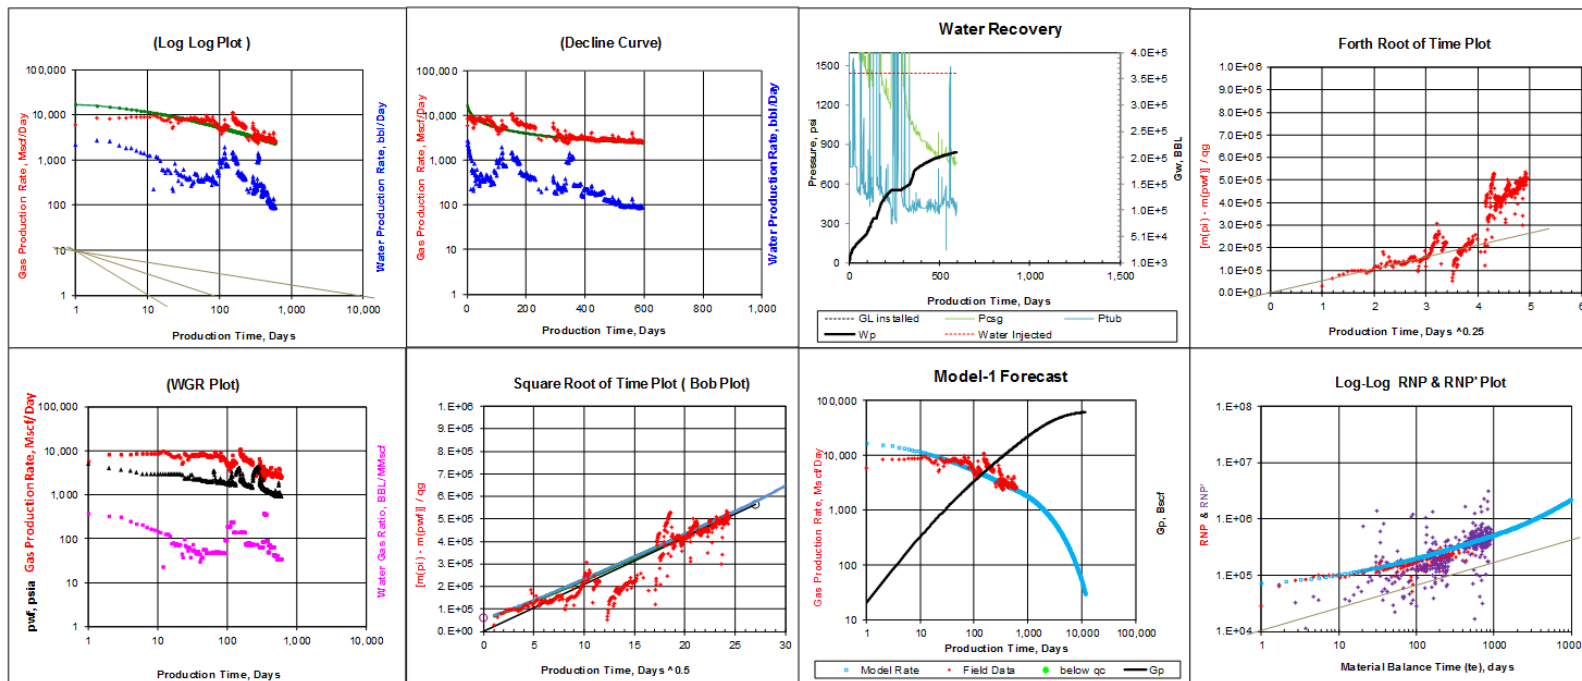 (Log Log Plot )
100,000
10,000
1,000
100
10
1
1
10
100
1,000
10,000
Gas Production Rate, Mscf/Day
Water Production Rate, bbl/Day
Production Time, Days
(Decline Curve)
100,000
10,000
1,000
100
10
1
0
200
400
600
800
1,000
Gas Production Rate, Mscf/Day
Water Production Rate, bbl/Day
Production Time, Days
Water Recovery
1500
1200
900
600
300
0
4.0E+5
3.5E+5
3.0E+5
2.5E+5
2.0E+5
1.5E+5
1.0E+5
5.1E+4
1.0E+3
0
500
1,000
1,500
Pressure, psi
Gw, BBL
Production Time, Days
GL installed
Pcsg
Ptub
Wp
Water Injected
Forth Root of Time Plot
1.0E+06
9.0E+05
8.0E+05
7.0E+05
6.0E+05
5.0E+05
4.0E+05
3.0E+05
2.0E+05
1.0E+05
0.0E+00
0
1
2
3
4
5
6
[m(pi) - m(pwf)] / qg
Production Time, Days ^0.25
(WGR Plot)
100,000
10,000
1,000
100
10
1
1
10
100
1,000
10,000
pwf, psia Gas Production Rate, Mscf/Day
Water Gas Ratio, BBL/MMscf
Production Time, Days
Square Root of Time Plot ( Bob Plot)
1.E+06
9.E+05
8.E+05
7.E+05
6.E+05
5.E+05
4.E+05
3.E+05
2.E+05
1.E+05
0.E+00
0
5
10
15
20
25
30
[m(pi) - m(pwf)] / qg
Production Time, Days ^0.5
Model-1 Forecast
100,000
10,000
1,000
100
10
1
10
100
1,000
10,000
100,000
Gas Production Rate, Mscf/Day
Gp, Bscf
Production Time, Days
Model Rate
Field Data
below qc
Gp
Log-Log RNP & RNP' Plot
1.E+08
1.E+07
1.E+06
1.E+05
1.E+04
1
10
100
1000
1000
RNP & RNP'
Material Balance Time (te), days